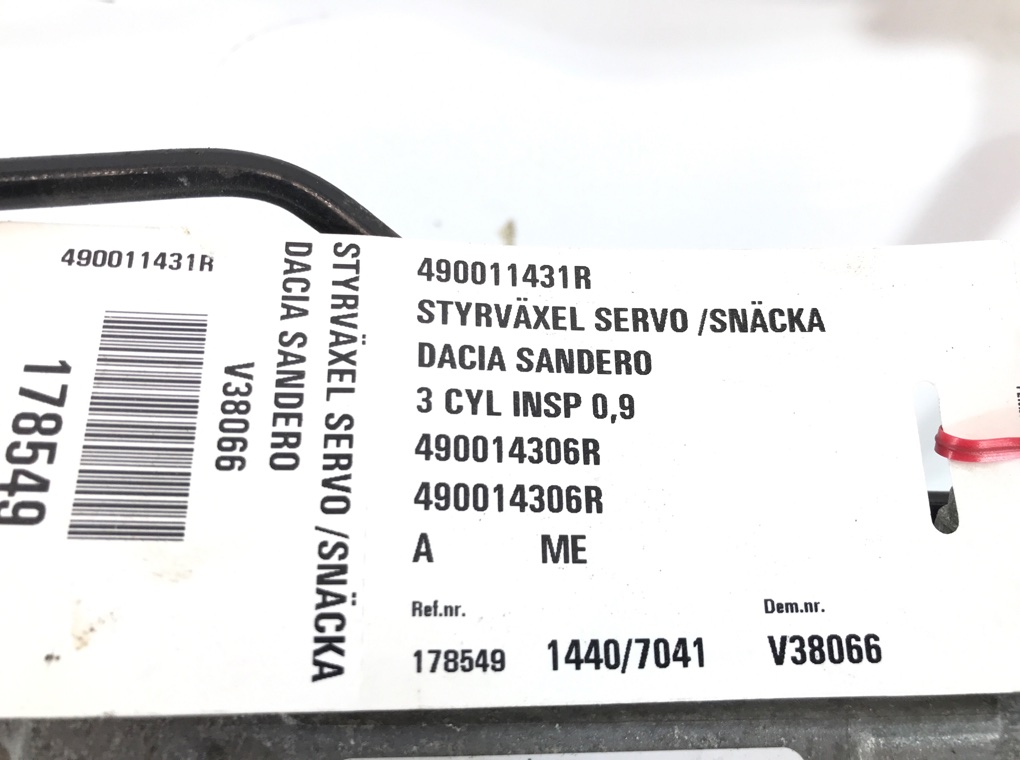 490011431R
178549
V38066
DACIA SANDERO
STYRVÄXEL SERVO /SNÄCKA
490011431R
STYRVÄXEL SERVO /SNÄCKA
DACIA SANDERO
3 CYL INSP 0,9
490014306R
490014306R
A ME
Ref.nr. Dem.nr.
178549 1440/7041 V38066